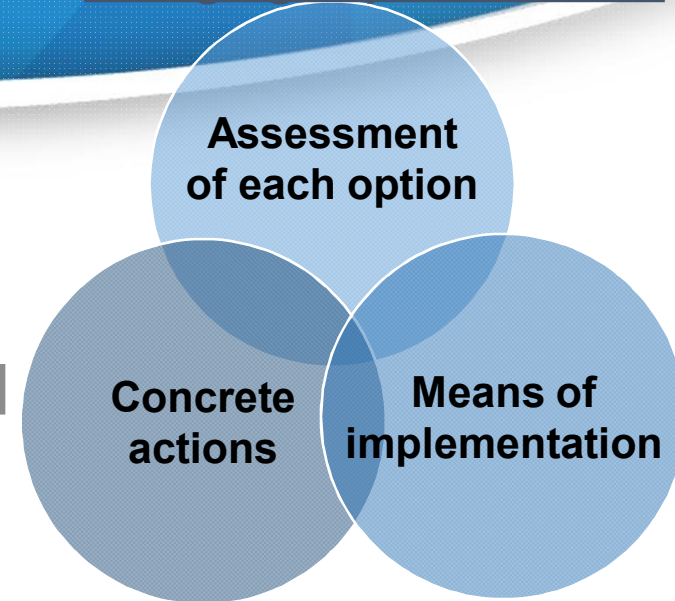 Assessment
of each option
Concrete
actions
Means of
implementation